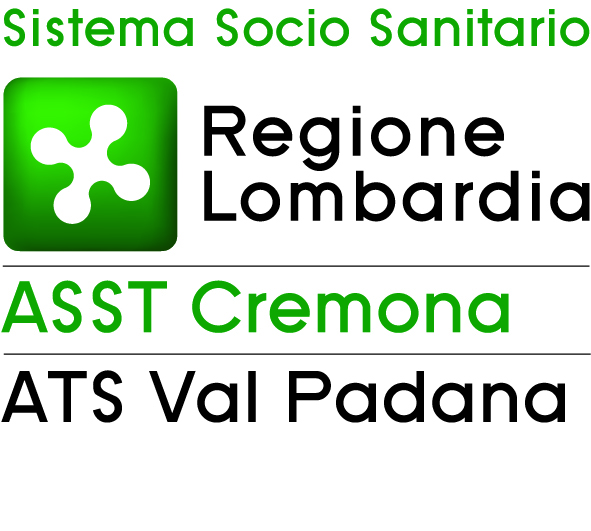 Sistema Socio Sanitario
Regione
Lombardia
ASST Cremona
ATS Val Padana